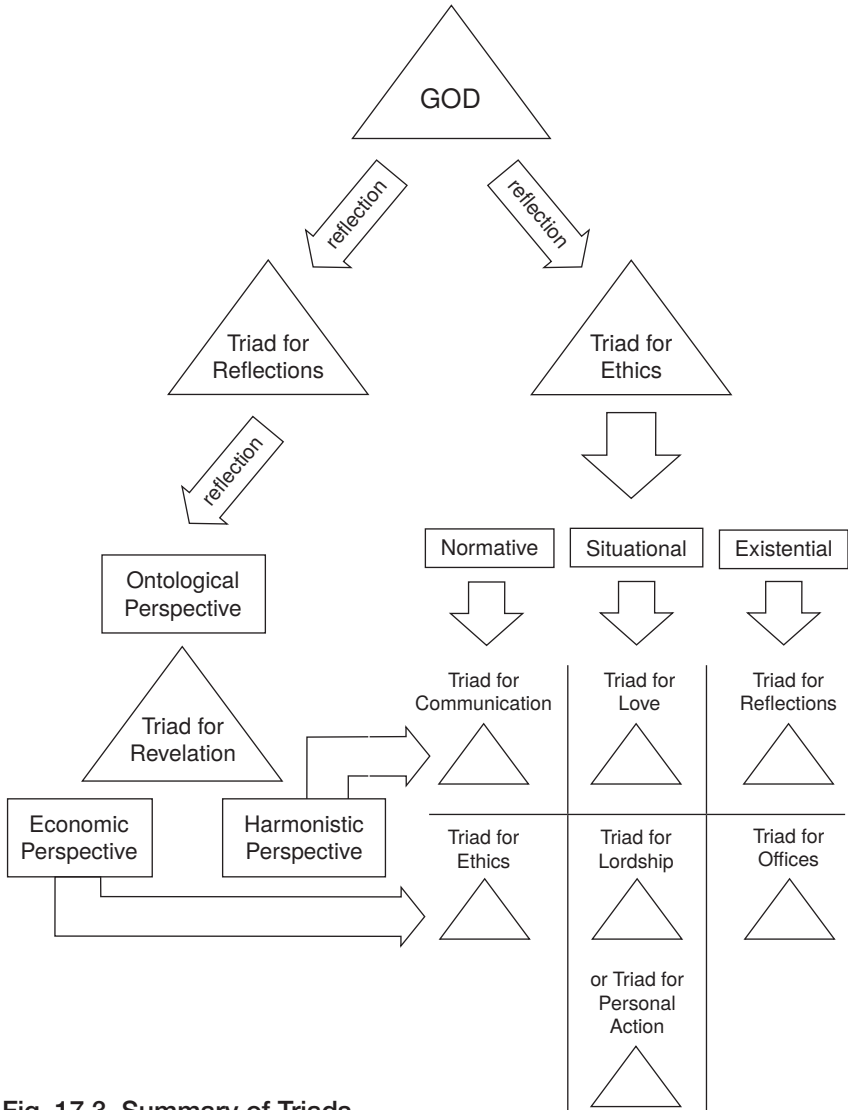 GOD
reflection
reflection
Triad for
Reflections
Triad for
Ethics
reflection
Normative
Situational
Existential
Ontological
Perspective
Triad for
Communication
Triad for
Love
Triad for
Reflections
Triad for
Revelation
Economic
Perspective
Harmonistic
Perspective
Triad for
Ethics
Triad for
Lordship
Triad for
Offices
or Triad for
Personal
Action
Fig. 17.3. Summary of Triads